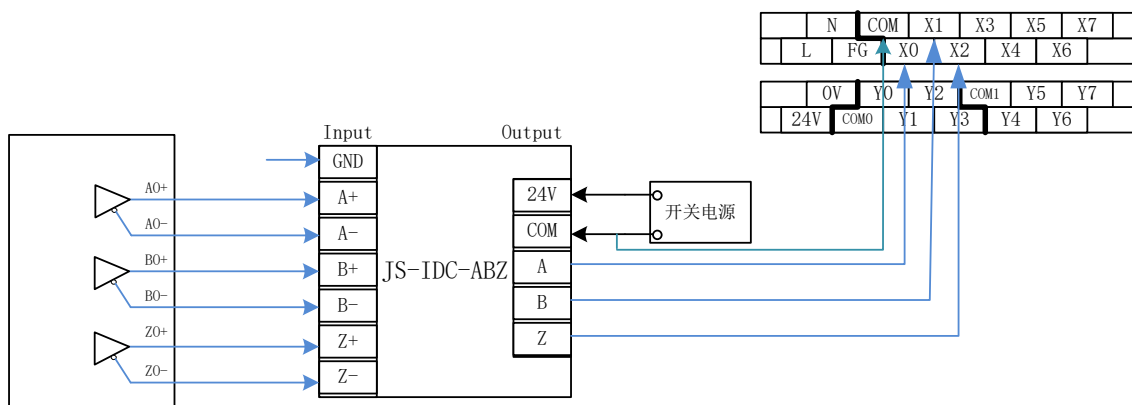 N COM X1 X3 X5 X7
L FG X0 X2 X4 X6
0V Y0 Y2 COM1 Y5 Y7
24V COM0 Y1 Y3 Y4 Y6
Input Output
GND
A0+ A+ 24V
开关电源
A0- A- COM
B0+ B+ JS-IDC-ABZ A
B0- B- B
Z0+ Z+ Z
Z0- Z-